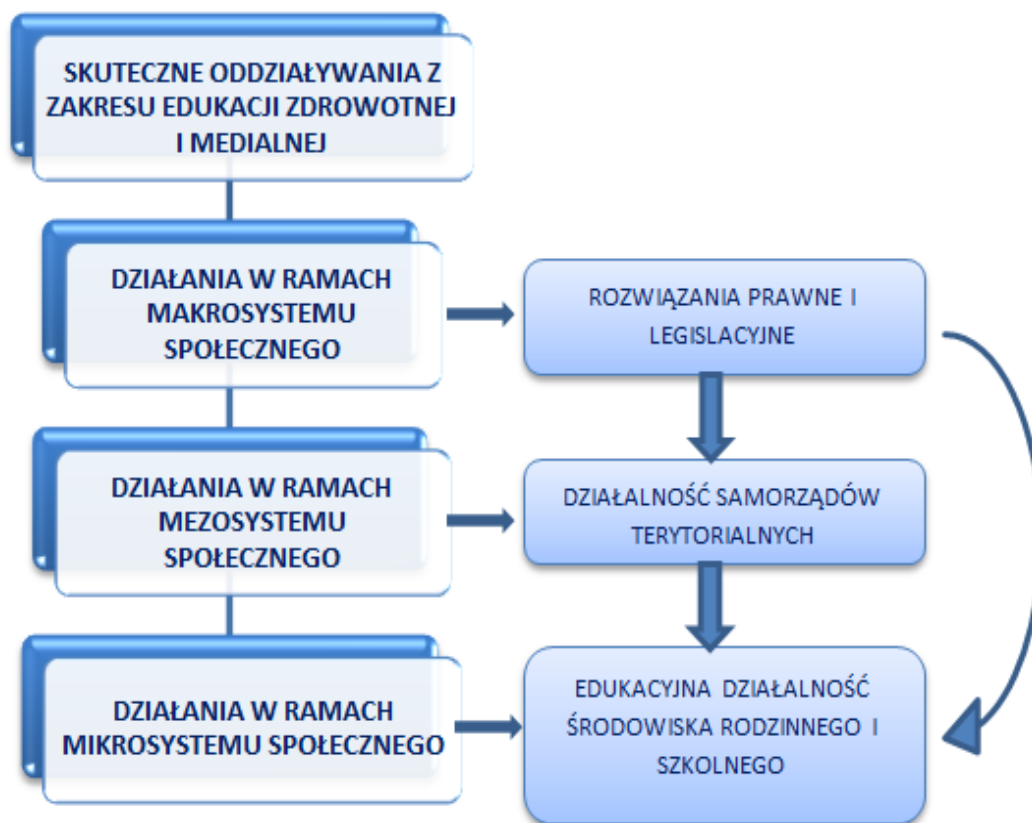 SKUTECZNE ODDZIAŁYWANIA Z
ZAKRESU EDUKACJI ZDROWOTNEJ
I MEDIALNEJ
DZIAŁANIA W RAMACH
MAKROSYSTEMU
SPOŁECZNEGO
ROZWIĄZANIA PRAWNE I
LEGISLACYJNE
DZIAŁANIA W RAMACH
MEZOSYSTEMU
SPOŁECZNEGO
DZIAŁALNOŚĆ SAMORZĄDÓW
TERYTORIALNYCH
DZIAŁANIA W RAMACH
MIKROSYSTEMU SPOŁECZNEGO
EDUKACYJNA DZIAŁALNOŚĆ
ŚRODOWISKA RODZINNEGO I
SZKOLNEGO